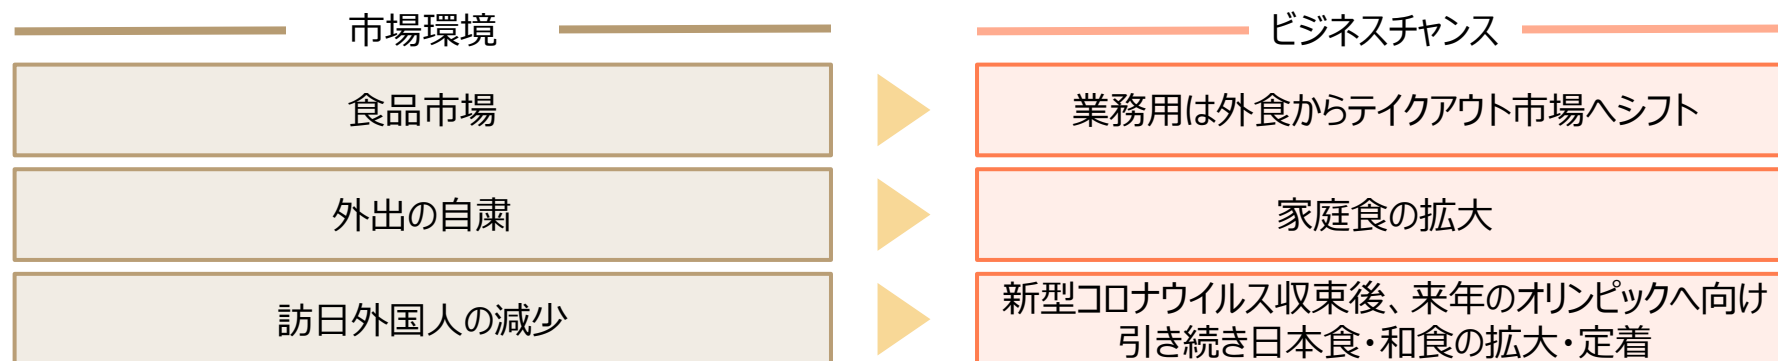 市場環境
ビジネスチャンス
食品市場
業務用は外食からテイクアウト市場へシフト
外出の自粛
家庭食の拡大
訪日外国人の減少
新型コロナウイルス収束後、来年のオリンピックへ向け
引き続き日本食・和食の拡大・定着